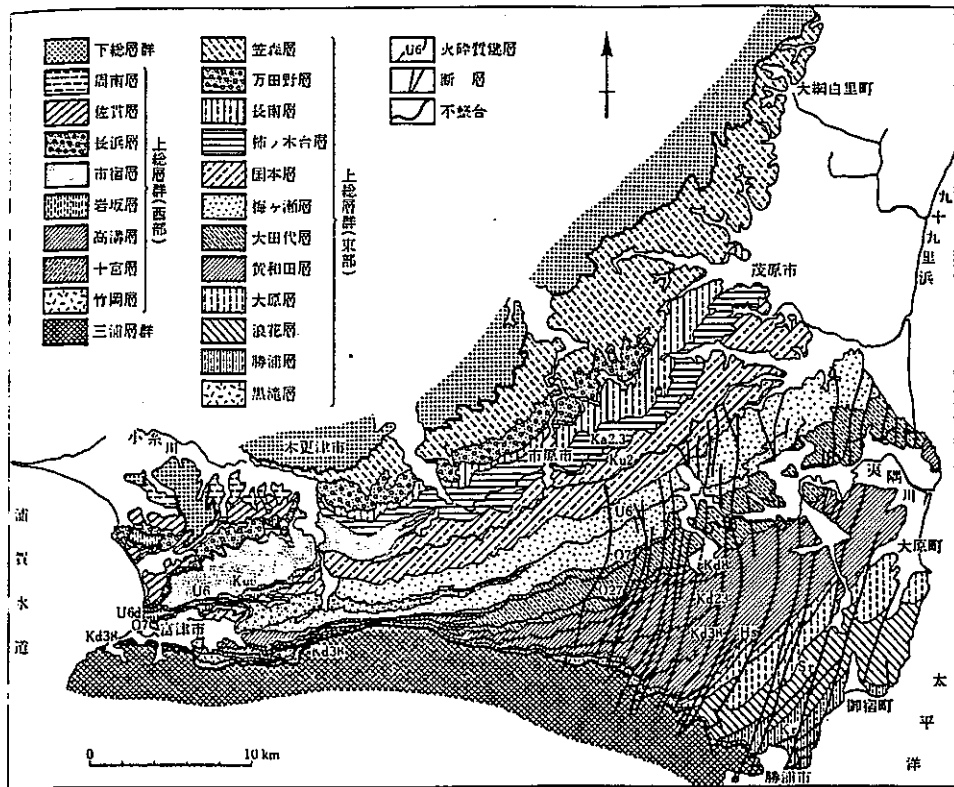 下総層群
周南層
佐貫層
長浜層
市宿層
岩坂層
高溝層
十宮層
竹岡層
三浦層群
上総層群(西部)
笠森層
万田野層
長南層
柿ノ木台層
国本層
梅ヶ瀬層
大田代層
黄和田層
大原層
浪花層
勝浦層
黒滝層
上総層群(東部)
U6 火砕質鍵層
断層
不整合
大網白里町
九十九里浜
茂原市
小糸川
木更津市
市原市
Ka2.3
Ku2
夷隅川
浦賀水道
U6
O7
Kd8
大原町
Ku6
U6
O2
Kd23
U6d
O7
富津市
Kd38
Kd38
Kd38
御宿町
太平洋
勝浦市
0 10 km